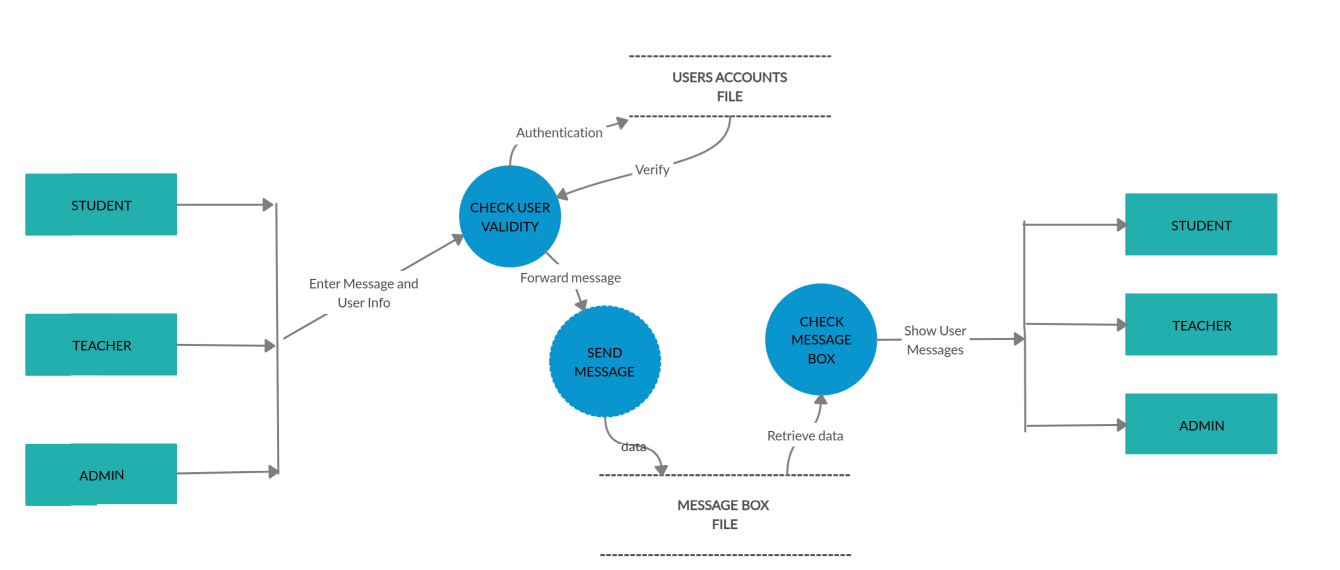 USERS ACCOUNTS
FILE
Authentication
Verify
STUDENT
CHECK USER
VALIDITY
STUDENT
Enter Message and
User Info
Forward message
TEACHER
SEND
MESSAGE
CHECK
MESSAGE
BOX
Show User
Messages
TEACHER
data
Retrieve data
ADMIN
ADMIN
MESSAGE BOX
FILE